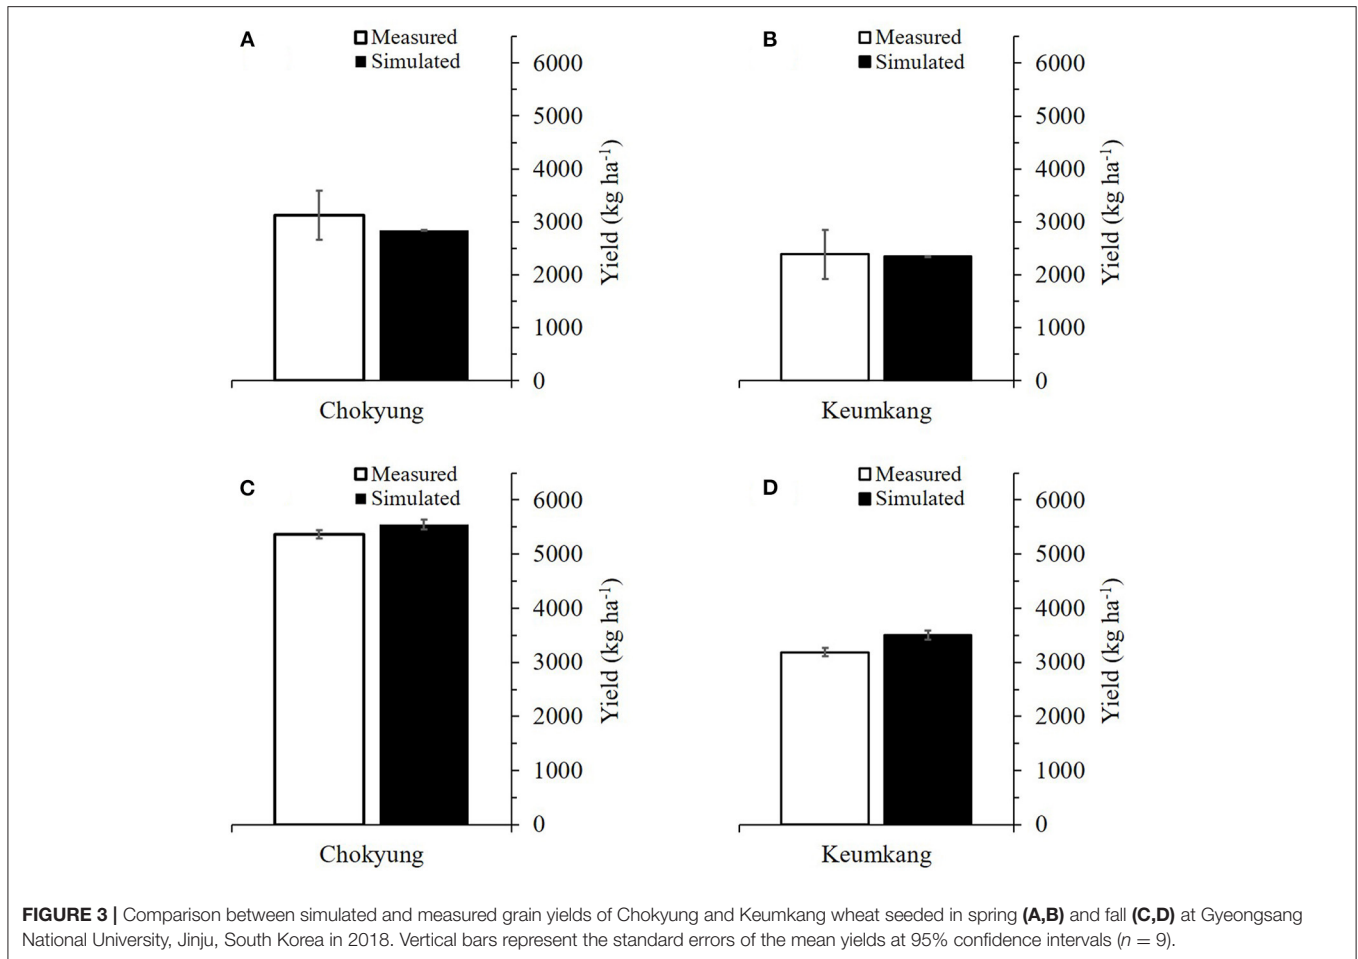 A
Measured
Simulated
6000
5000
4000
3000
2000
1000
0
Yield (kg ha⁻¹)
Chokyung
B
Measured
Simulated
6000
5000
4000
3000
2000
1000
0
Yield (kg ha⁻¹)
Keumkang
C
Measured
Simulated
6000
5000
4000
3000
2000
1000
0
Yield (kg ha⁻¹)
Chokyung
D
Measured
Simulated
6000
5000
4000
3000
2000
1000
0
Yield (kg ha⁻¹)
Keumkang
FIGURE 3 | Comparison between simulated and measured grain yields of Chokyung and Keumkang wheat seeded in spring (A,B) and fall (C,D) at Gyeongsang
National University, Jinju, South Korea in 2018. Vertical bars represent the standard errors of the mean yields at 95% confidence intervals (n = 9).